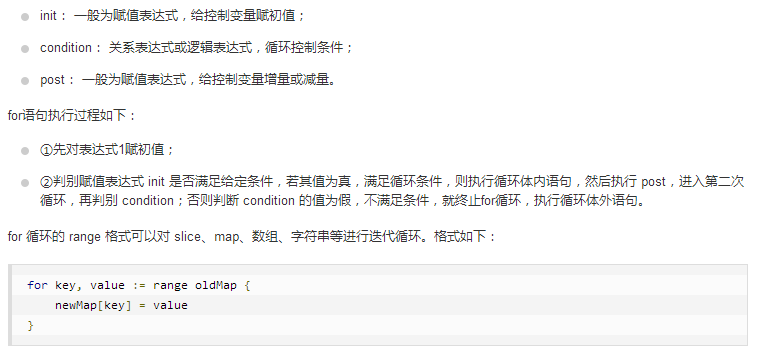 init： 一般为赋值表达式，给控制变量赋初值；
condition： 关系表达式或逻辑表达式，循环控制条件；
post： 一般为赋值表达式，给控制变量增量或减量。
for语句执行过程如下：
①先对表达式1赋初值；
②判别赋值表达式 init 是否满足给定条件，若其值为真，满足循环条件，则执行循环体内语句，然后执行 post，进入第二次
循环，再判别 condition；否则判断 condition 的值为假，不满足条件，就终止for循环，执行循环体外语句。
for 循环的 range 格式可以对 slice、map、数组、字符串等进行迭代循环。格式如下：
for key, value := range oldMap {
    newMap[key] = value
}